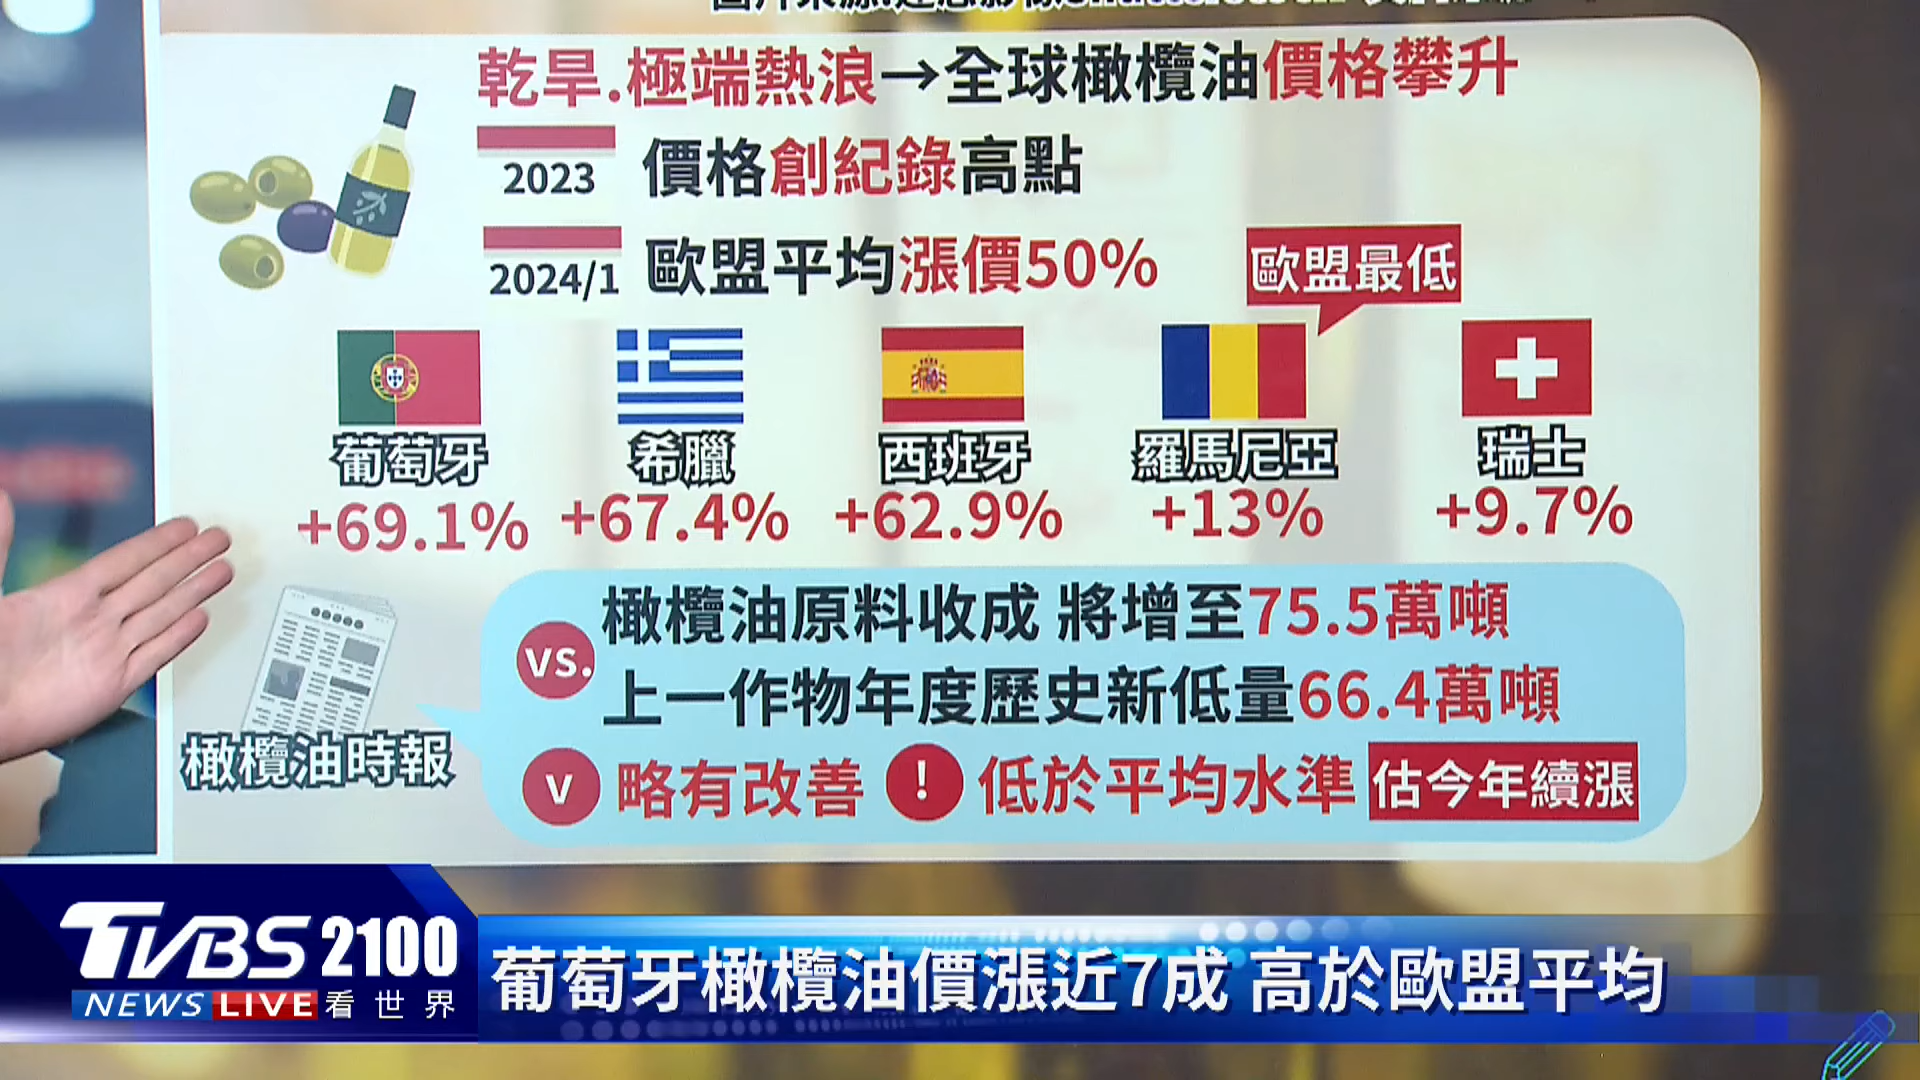 乾旱.極端熱浪→全球橄欖油價格攀升
2023 價格創紀錄高點
2024/1 歐盟平均漲價50%
歐盟最低
葡萄牙 希臘 西班牙 羅馬尼亞 瑞士
+69.1% +67.4% +62.9% +13% +9.7%
vs.
橄欖油原料收成 將增至75.5萬噸
上一作物年度歷史新低量66.4萬噸
橄欖油時報
v 略有改善 ! 低於平均水準 估今年續漲
TVBS 2100
NEWS LIVE 看世界
葡萄牙橄欖油價漲近7成 高於歐盟平均